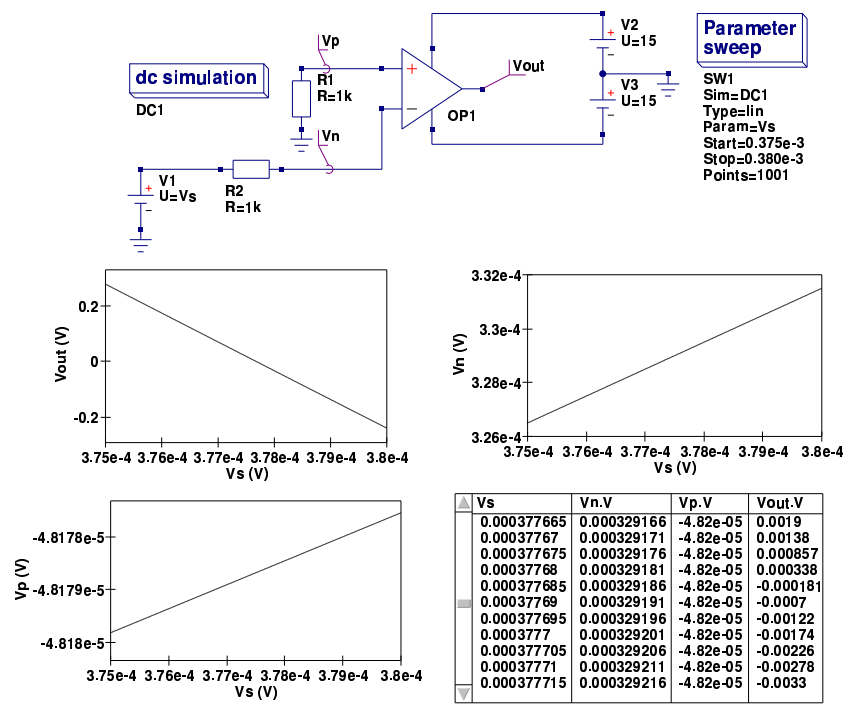 dc simulation
DC1
Vp
R1
R=1k
+
−
Vout
OP1
+
V2
U=15
−
+
V3
U=15
−
Parameter
sweep
SW1
Sim=DC1
Type=lin
Param=Vs
Start=0.375e-3
Stop=0.380e-3
Points=1001
Vn
+
V1
U=Vs
−
R2
R=1k
Vout (V)
0.2
0
-0.2
3.75e-4 3.76e-4 3.77e-4 3.78e-4 3.79e-4 3.8e-4
Vs (V)
Vn (V)
3.32e-4
3.3e-4
3.28e-4
3.26e-4
3.75e-4 3.76e-4 3.77e-4 3.78e-4 3.79e-4 3.8e-4
Vs (V)
Vp (V)
-4.8178e-5
-4.8179e-5
-4.818e-5
3.75e-4 3.76e-4 3.77e-4 3.78e-4 3.79e-4 3.8e-4
Vs (V)
Vs Vn.V Vp.V Vout.V
0.000377665 0.000329166 -4.82e-05 0.0019
0.00037767 0.000329171 -4.82e-05 0.00138
0.000377675 0.000329176 -4.82e-05 0.000857
0.00037768 0.000329181 -4.82e-05 0.000338
0.000377685 0.000329186 -4.82e-05 -0.000181
0.00037769 0.000329191 -4.82e-05 -0.0007
0.000377695 0.000329196 -4.82e-05 -0.00122
0.0003777 0.000329201 -4.82e-05 -0.00174
0.000377705 0.000329206 -4.82e-05 -0.00226
0.00037771 0.000329211 -4.82e-05 -0.00278
0.000377715 0.000329216 -4.82e-05 -0.0033